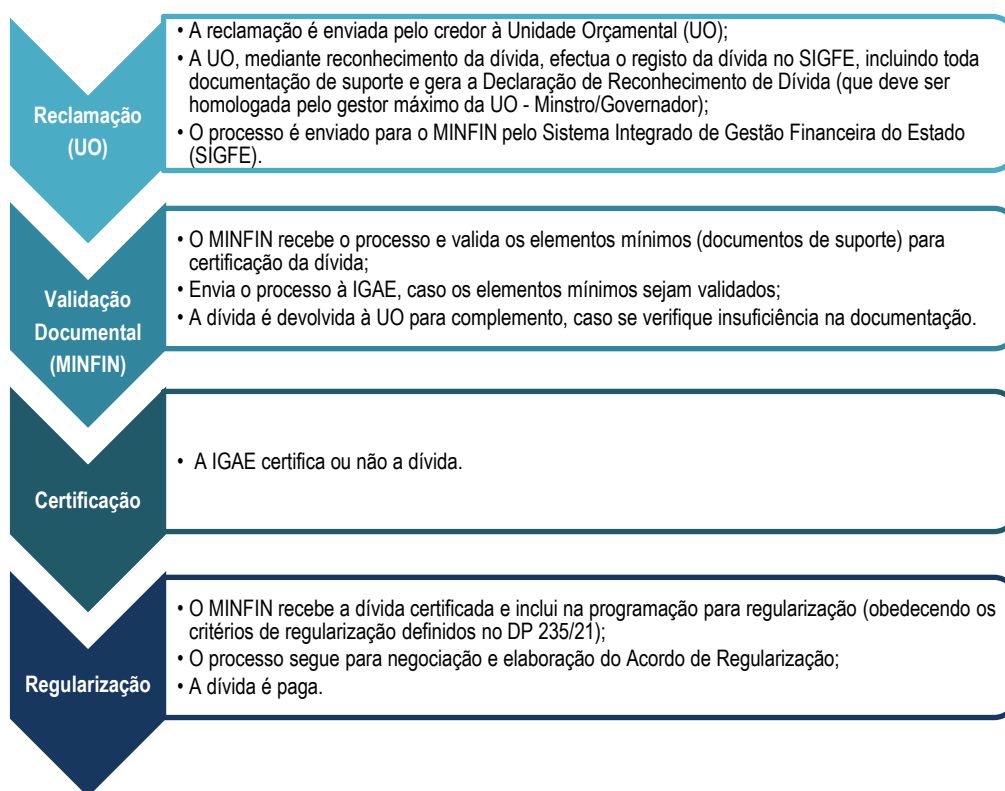 Reclamação
(UO)
• A reclamação é enviada pelo credor à Unidade Orçamental (UO);
• A UO, mediante reconhecimento da dívida, efectua o registo da dívida no SIGFE, incluindo toda
documentação de suporte e gera a Declaração de Reconhecimento de Dívida (que deve ser
homologada pelo gestor máximo da UO - Minstro/Governador);
• O processo é enviado para o MINFIN pelo Sistema Integrado de Gestão Financeira do Estado
(SIGFE).
Validação
Documental
(MINFIN)
• O MINFIN recebe o processo e valida os elementos mínimos (documentos de suporte) para
certificação da dívida;
• Envia o processo à IGAE, caso os elementos mínimos sejam validados;
• A dívida é devolvida à UO para complemento, caso se verifique insuficiência na documentação.
Certificação
• A IGAE certifica ou não a dívida.
Regularização
• O MINFIN recebe a dívida certificada e inclui na programação para regularização (obedecendo os
critérios de regularização definidos no DP 235/21);
• O processo segue para negociação e elaboração do Acordo de Regularização;
• A dívida é paga.